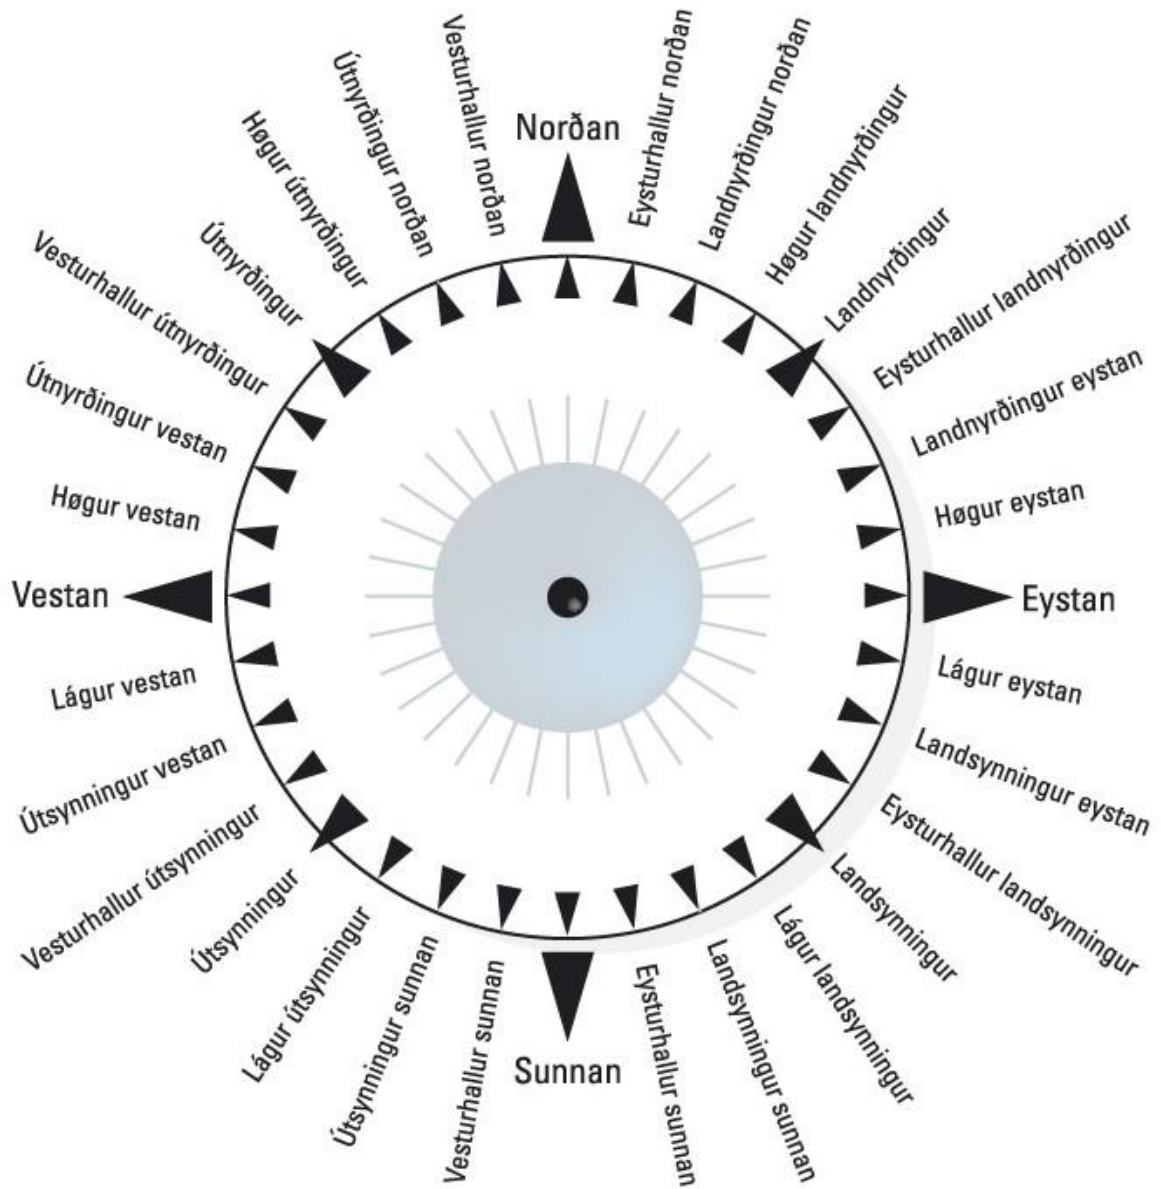 Norðan
Eysturhallur norðan
Landnyrðingur norðan
Høgur landnyrðingur
Landnyrðingur
Eysturhallur landnyrðingur
Landnyrðingur eystan
Høgur eystan
Eystan
Lágur eystan
Landsynningur eystan
Eysturhallur landsynningur
Landsynningur
Lágur landsynningur
Landsynningur sunnan
Eysturhallur sunnan
Sunnan
Vesturhallur sunnan
Útsynningur sunnan
Lágur útsynningur
Útsynningur
Vesturhallur útsynningur
Útsynningur vestan
Lágur vestan
Vestan
Høgur vestan
Útnyrðingur vestan
Vesturhallur útnyrðingur
Útnyrðingur
Høgur útnyrðingur
Útnyrðingur norðan
Vesturhallur norðan